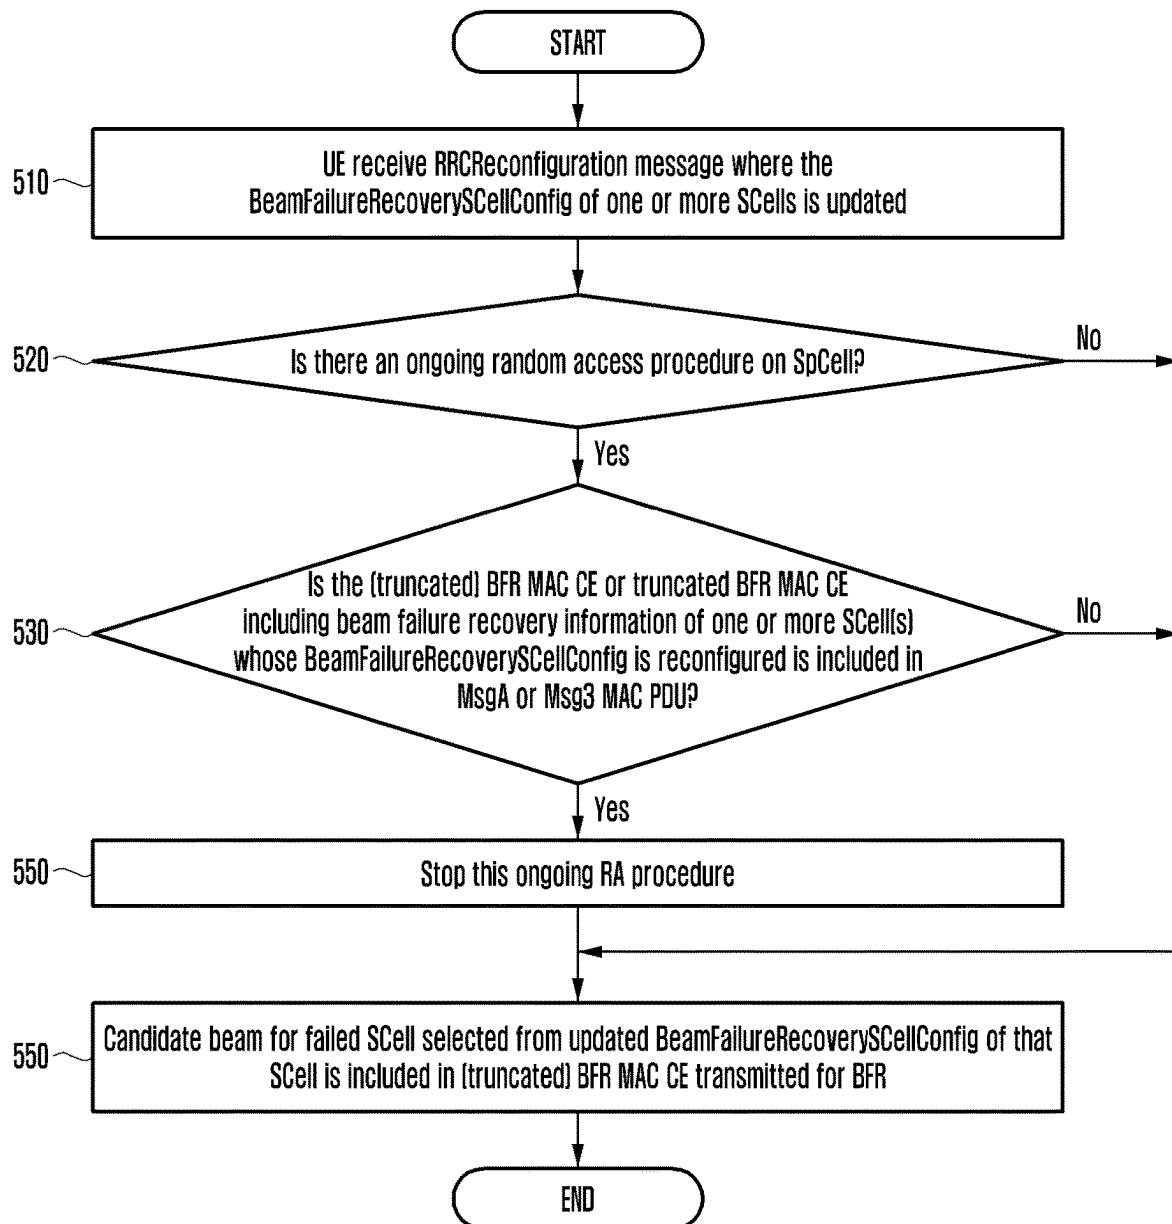 START
510
UE receive RRCReconfiguration message where the
BeamFailureRecoverySCellConfig of one or more SCells is updated
520
Is there an ongoing random access procedure on SpCell?
No
Yes
530
Is the (truncated) BFR MAC CE or truncated BFR MAC CE
including beam failure recovery information of one or more SCell(s)
whose BeamFailureRecoverySCellConfig is reconfigured is included in
MsgA or Msg3 MAC PDU?
No
Yes
550
Stop this ongoing RA procedure
550
Candidate beam for failed SCell selected from updated BeamFailureRecoverySCellConfig of that
SCell is included in (truncated) BFR MAC CE transmitted for BFR
END